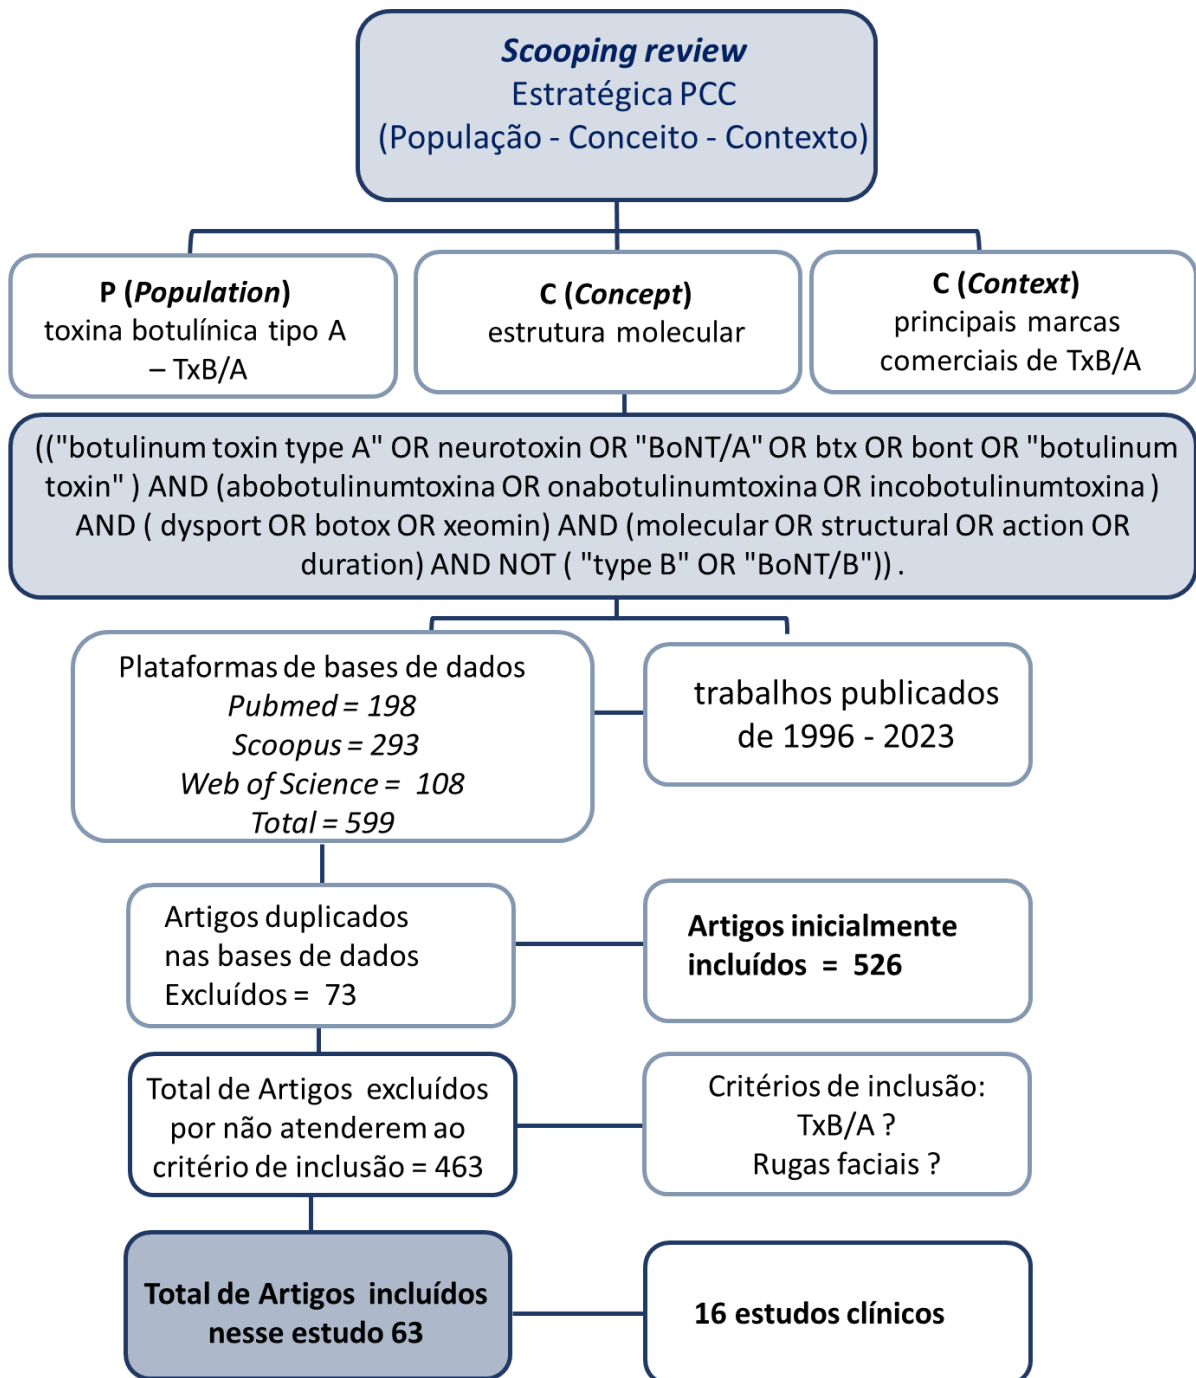 Scooping review
Estratégica PCC
(População - Conceito - Contexto)
P (Population)
toxina botulínica tipo A
– TxB/A
C (Concept)
estrutura molecular
C (Context)
principais marcas
comerciais de TxB/A
(("botulinum toxin type A" OR neurotoxin OR "BoNT/A" OR btx OR bont OR "botulinum
toxin" ) AND (abobotulinumtoxina OR onabotulinumtoxina OR incobotulinumtoxina )
AND ( dysport OR botox OR xeomin) AND (molecular OR structural OR action OR
duration) AND NOT ( "type B" OR "BoNT/B")) .
Plataformas de bases de dados
Pubmed = 198
Scoopus = 293
Web of Science = 108
Total = 599
trabalhos publicados
de 1996 - 2023
Artigos duplicados
nas bases de dados
Excluídos = 73
Artigos inicialmente
incluídos = 526
Total de Artigos excluídos
por não atenderem ao
critério de inclusão = 463
Critérios de inclusão:
TxB/A ?
Rugas faciais ?
Total de Artigos incluídos
nesse estudo 63
16 estudos clínicos